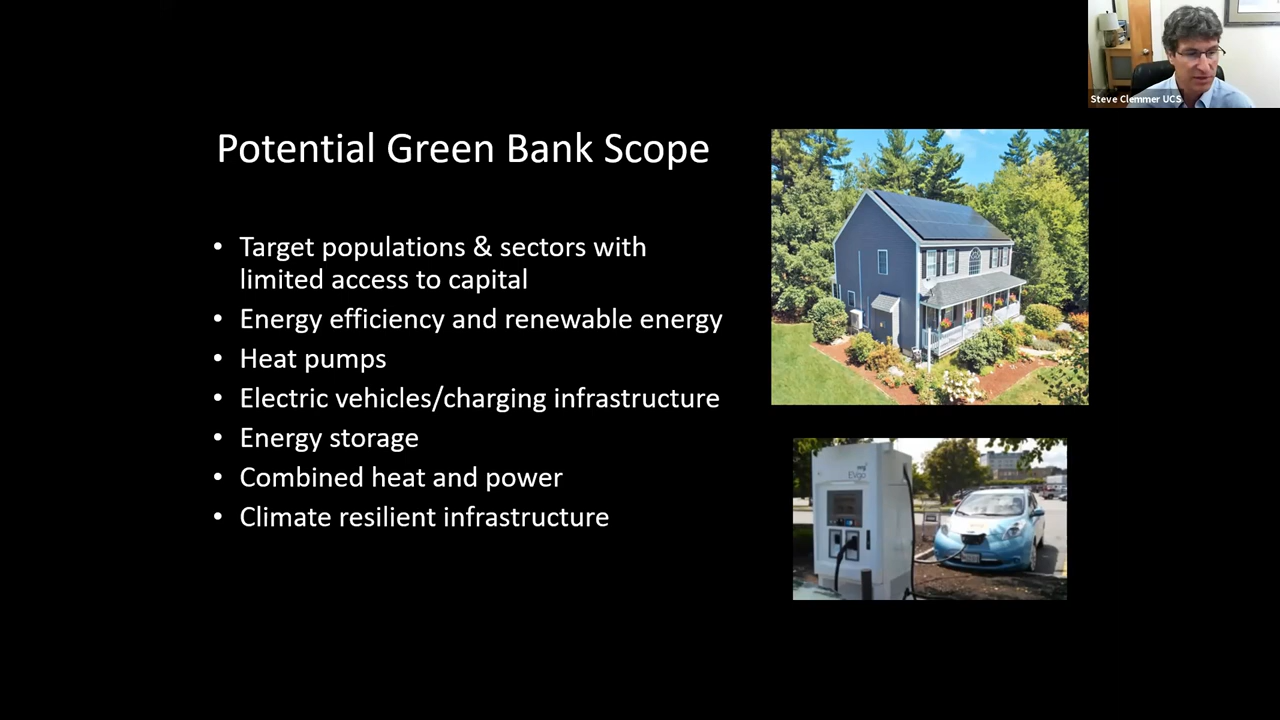 Steve Clemmer UCS
Potential Green Bank Scope
• Target populations & sectors with
limited access to capital
• Energy efficiency and renewable energy
• Heat pumps
• Electric vehicles/charging infrastructure
• Energy storage
• Combined heat and power
• Climate resilient infrastructure
EVgo